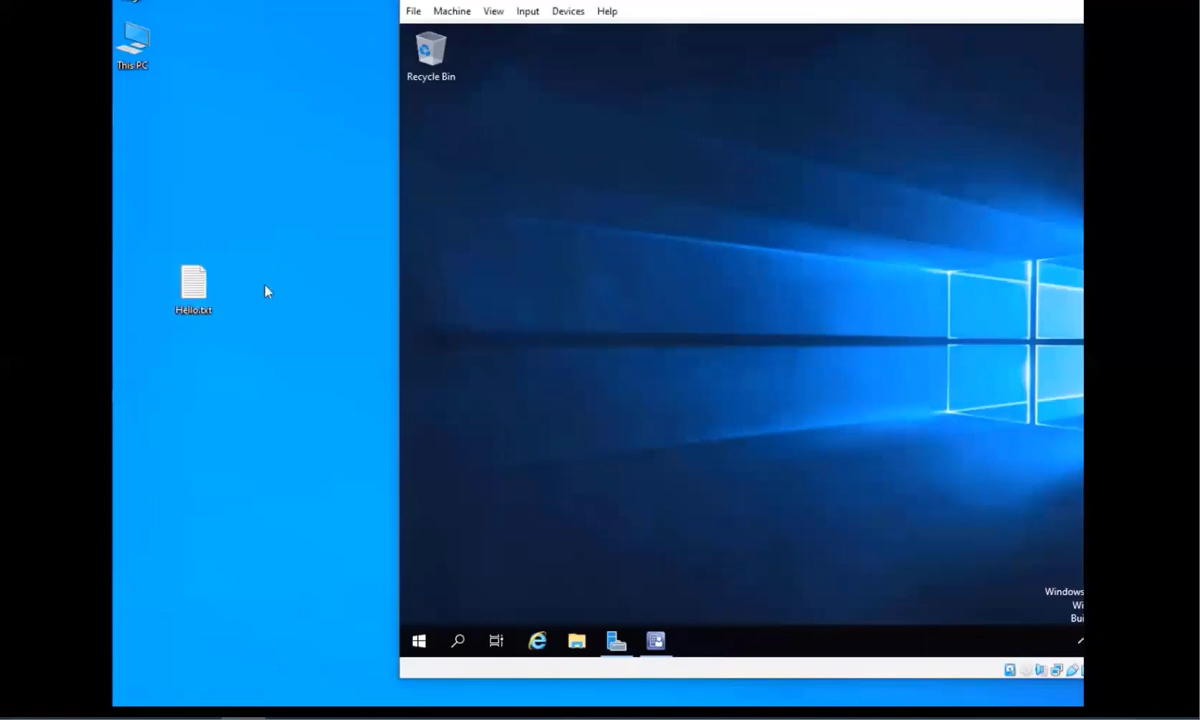 This PC
Hello.txt
File Machine View Input Devices Help
Recycle Bin
Windows
Wi
Bui